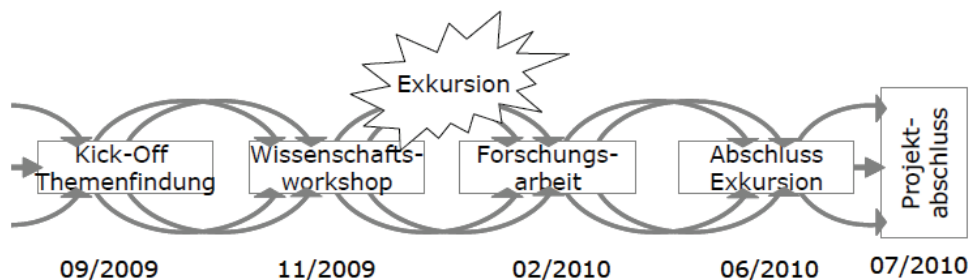 Exkursion
Kick-Off
Themenfindung
Wissenschafts-
workshop
Forschungs-
arbeit
Abschluss
Exkursion
Projekt-
abschluss
09/2009
11/2009
02/2010
06/2010
07/2010